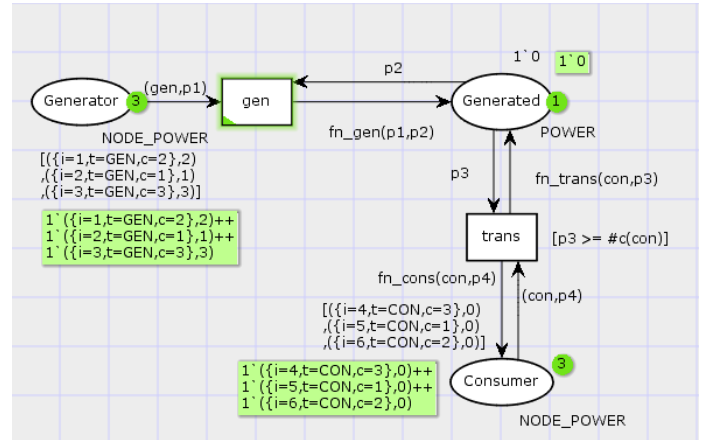 1`0 1`0
p2
(gen,p1)
Generator 3 gen Generated 1
NODE_POWER fn_gen(p1,p2) POWER
[({i=1,t=GEN,c=2},2)
,({i=2,t=GEN,c=1},1)
,({i=3,t=GEN,c=3},3)]
p3 fn_trans(con,p3)
1`({i=1,t=GEN,c=2},2)++
1`({i=2,t=GEN,c=1},1)++
1`({i=3,t=GEN,c=3},3)
trans [p3 >= #c(con)]
fn_cons(con,p4)
(con,p4)
[({i=4,t=CON,c=3},0)
,({i=5,t=CON,c=1},0)
,({i=6,t=CON,c=2},0)]
1`({i=4,t=CON,c=3},0)++
1`({i=5,t=CON,c=1},0)++
1`({i=6,t=CON,c=2},0)
Consumer 3
NODE_POWER